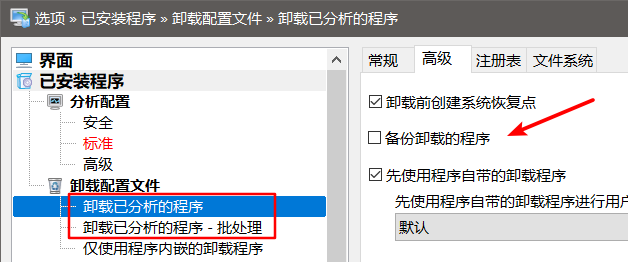 选项 » 已安装程序 » 卸载配置文件 » 卸载已分析的程序
界面
已安装程序
分析配置
安全
标准
高级
卸载配置文件
卸载已分析的程序
卸载已分析的程序 - 批处理
仅使用程序内嵌的卸载程序
常规 高级 注册表 文件系统
卸载前创建系统恢复点
备份卸载的程序
先使用程序自带的卸载程序
先使用程序自带的卸载程序进行用户
默认